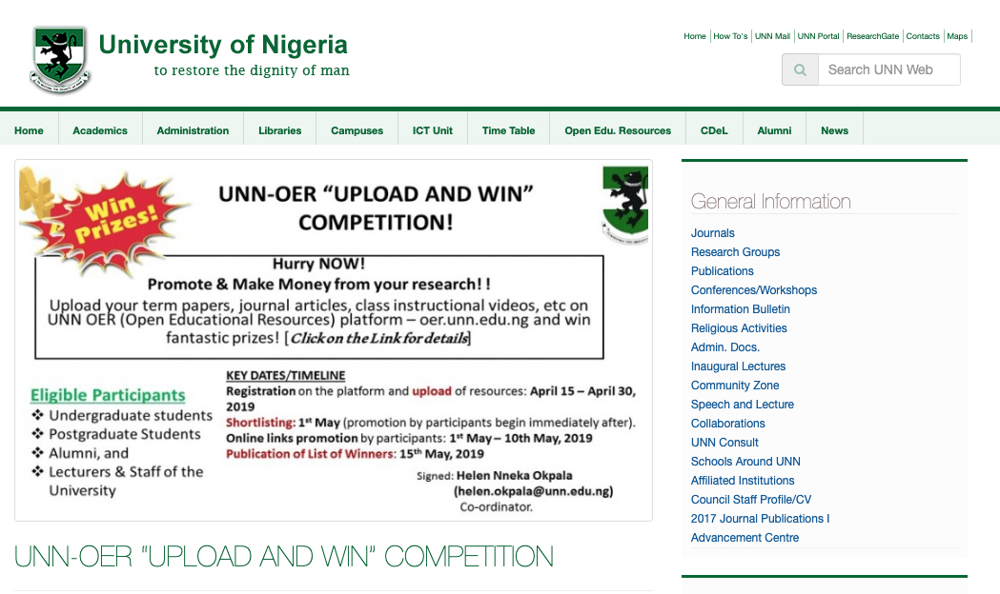 University of Nigeria
to restore the dignity of man
Home How To's UNN Mail UNN Portal ResearchGate Contacts Maps
Search UNN Web
Home Academics Administration Libraries Campuses ICT Unit Time Table Open Edu. Resources CDeL Alumni News
Win
Prizes!
UNN-OER “UPLOAD AND WIN”
COMPETITION!
Hurry NOW!
Promote & Make Money from your research! !
Upload your term papers, journal articles, class instructional videos, etc on
UNN OER (Open Educational Resources) platform – oer.unn.edu.ng and win
fantastic prizes! [Click on the Link for details]
Eligible Participants
❖ Undergraduate students
❖ Postgraduate Students
❖ Alumni, and
❖ Lecturers & Staff of the
University
KEY DATES/TIMELINE
Registration on the platform and upload of resources: April 15 – April 30,
2019
Shortlisting: 1st May (promotion by participants begin immediately after).
Online links promotion by participants: 1st May – 10th May, 2019
Publication of List of Winners: 15th May, 2019
Signed: Helen Nneka Okpala
(helen.okpala@unn.edu.ng)
Co-ordinator.
UNN-OER “UPLOAD AND WIN” COMPETITION
General Information
Journals
Research Groups
Publications
Conferences/Workshops
Information Bulletin
Religious Activities
Admin. Docs.
Inaugural Lectures
Community Zone
Speech and Lecture
Collaborations
UNN Consult
Schools Around UNN
Affiliated Institutions
Council Staff Profile/CV
2017 Journal Publications I
Advancement Centre